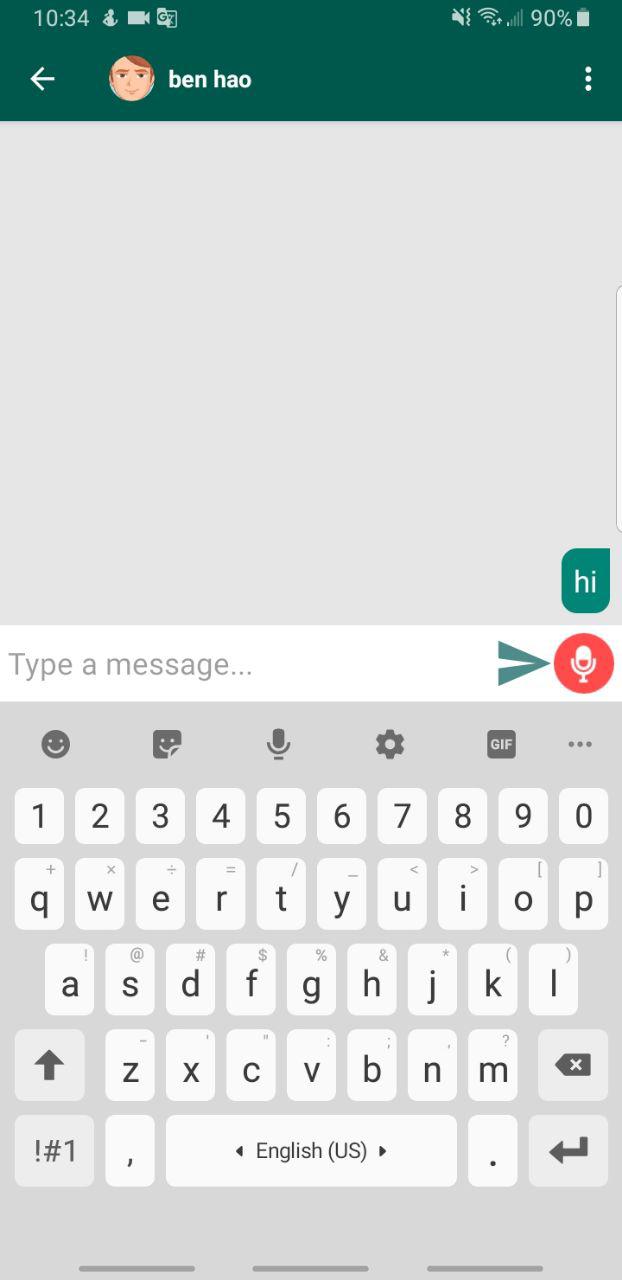 10:34 90%
ben hao
hi
Type a message...
GIF
1 2 3 4 5 6 7 8 9 0
+ × ÷ = / _ < > [ ]
q w e r t y u i o p
! @ # $ % & * ( )
a s d f g h j k l
- ' " : ; , ?
z x c v b n m
!#1 , English (US) .